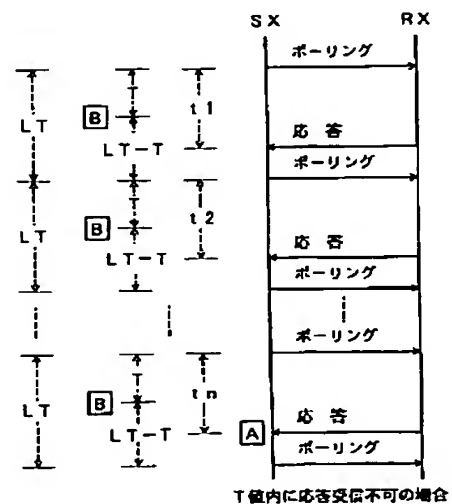 SX RX
ポーリング
T
t1
B
LT
応答
LT-T
ポーリング
T
t2
B
LT
応答
LT-T
ポーリング
ポーリング
T
tn
LT
B
A
応答
LT-T
ポーリング
T値内に応答受信不可の場合